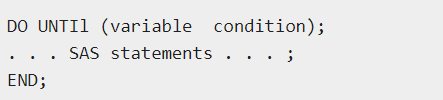 DO UNTIl (variable  condition);
. . . SAS statements . . . ;
END;